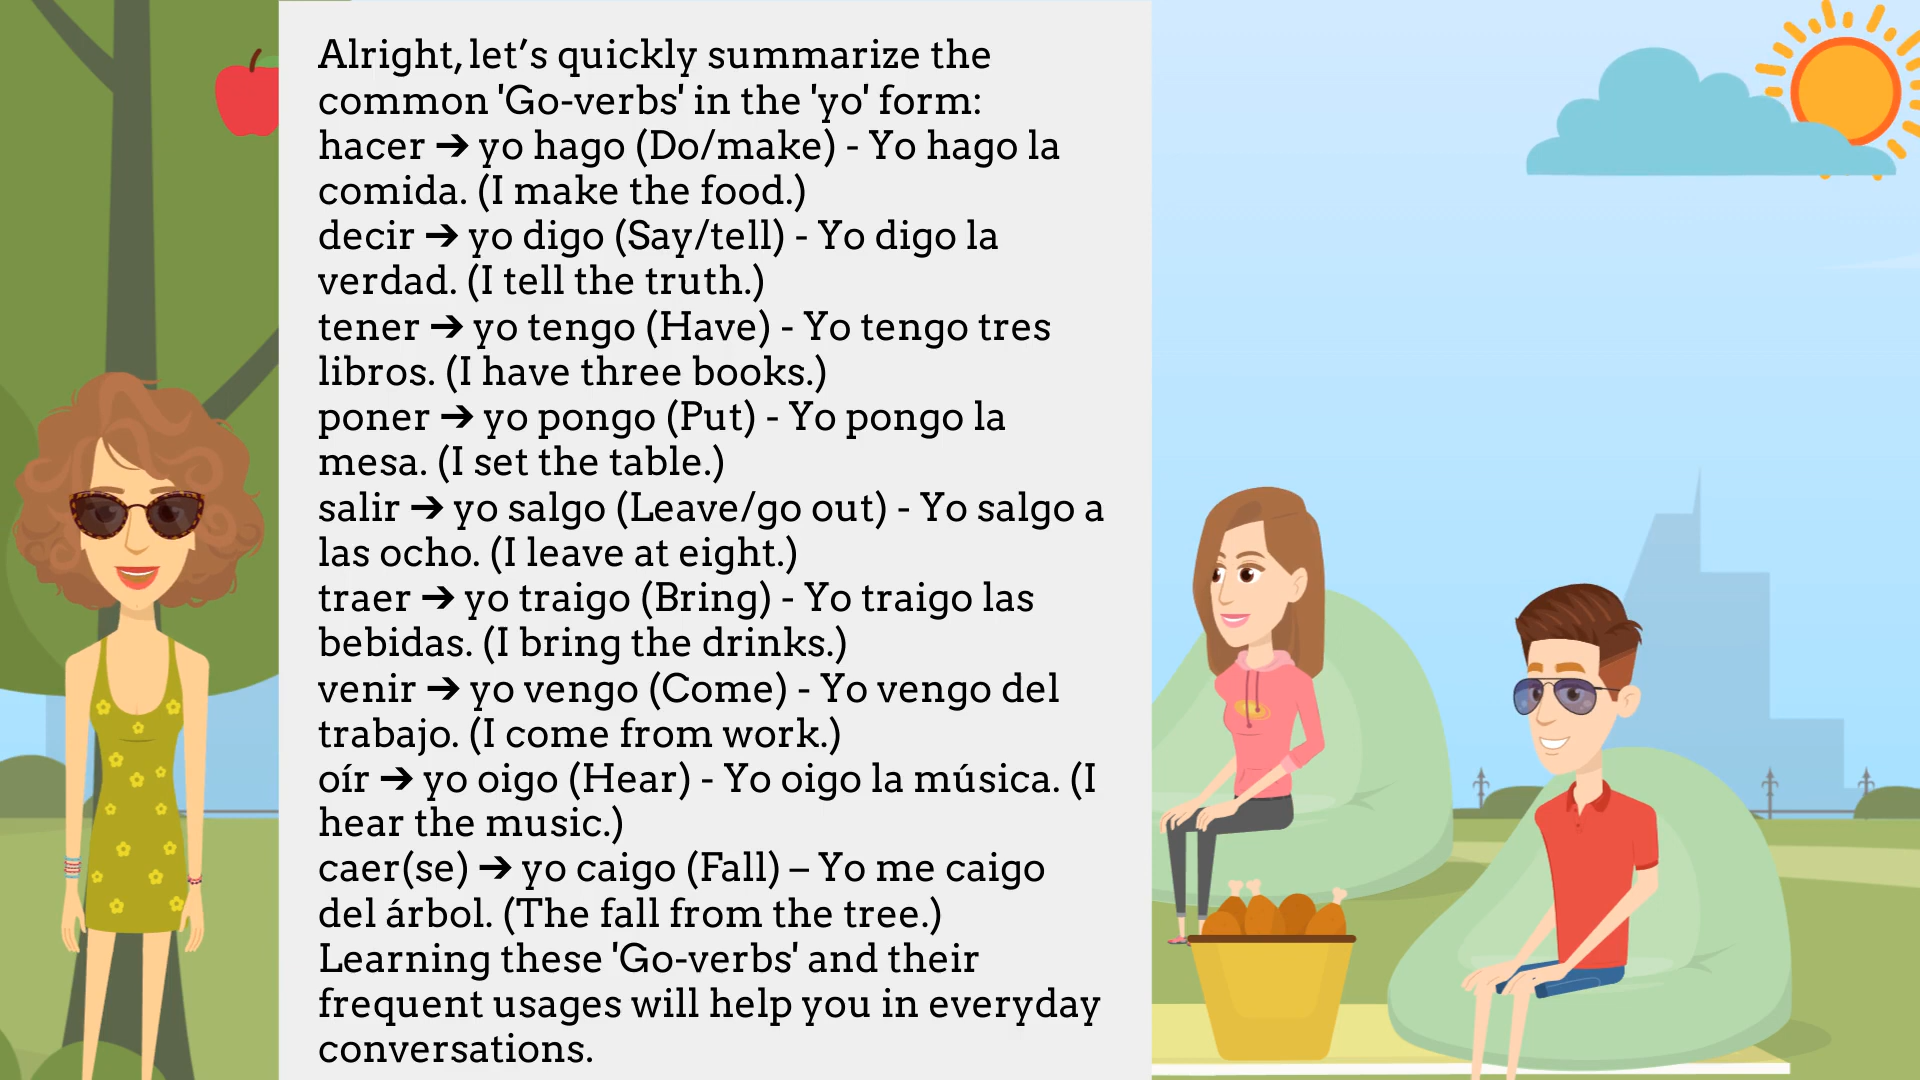 Alright, let’s quickly summarize the
common 'Go-verbs' in the 'yo' form:
hacer ➔ yo hago (Do/make) - Yo hago la
comida. (I make the food.)
decir ➔ yo digo (Say/tell) - Yo digo la
verdad. (I tell the truth.)
tener ➔ yo tengo (Have) - Yo tengo tres
libros. (I have three books.)
poner ➔ yo pongo (Put) - Yo pongo la
mesa. (I set the table.)
salir ➔ yo salgo (Leave/go out) - Yo salgo a
las ocho. (I leave at eight.)
traer ➔ yo traigo (Bring) - Yo traigo las
bebidas. (I bring the drinks.)
venir ➔ yo vengo (Come) - Yo vengo del
trabajo. (I come from work.)
oír ➔ yo oigo (Hear) - Yo oigo la música. (I
hear the music.)
caer(se) ➔ yo caigo (Fall) – Yo me caigo
del árbol. (The fall from the tree.)
Learning these 'Go-verbs' and their
frequent usages will help you in everyday
conversations.